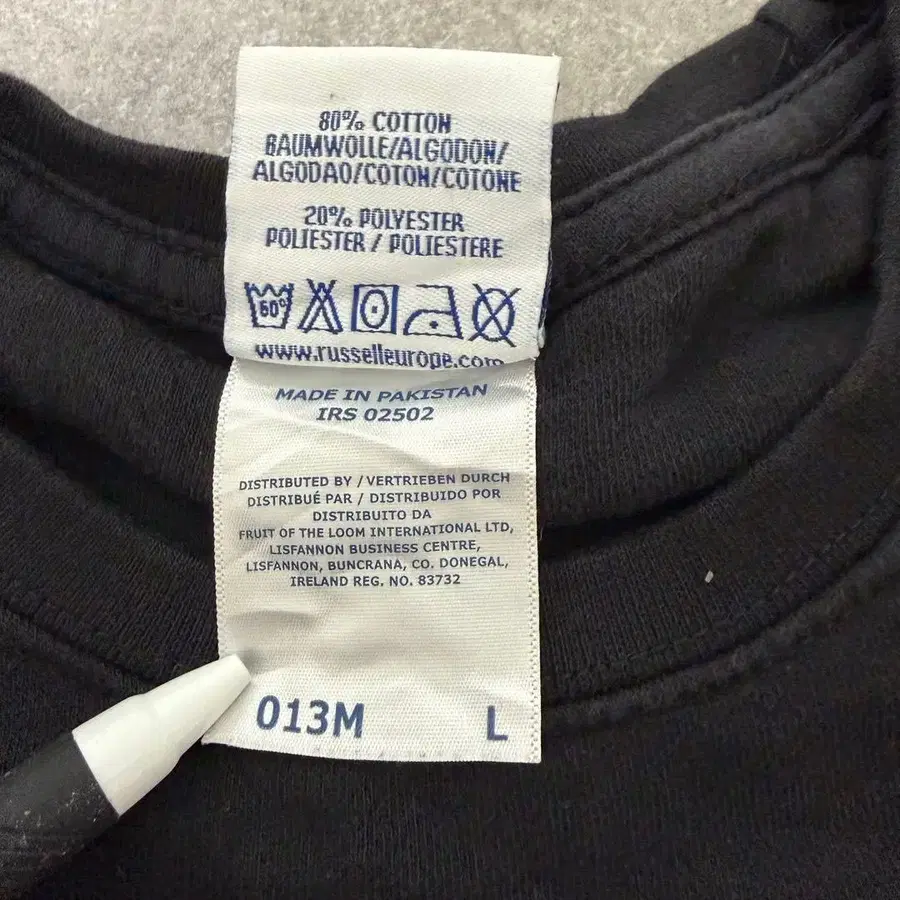 80% COTTON
BAUMWOLLE/ALGODON/
ALGODAO/COTON/COTONE
20% POLYESTER
POLIESTER / POLIESTERE
60°
www.russelleurope.com
MADE IN PAKISTAN
IRS 02502
DISTRIBUTED BY / VERTRIEBEN DURCH
DISTRIBUÉ PAR / DISTRIBUIDO POR
DISTRIBUITO DA
FRUIT OF THE LOOM INTERNATIONAL LTD,
LISFANNON BUSINESS CENTRE,
LISFANNON, BUNCRANA, CO. DONEGAL,
IRELAND REG. NO. 83732
013M L